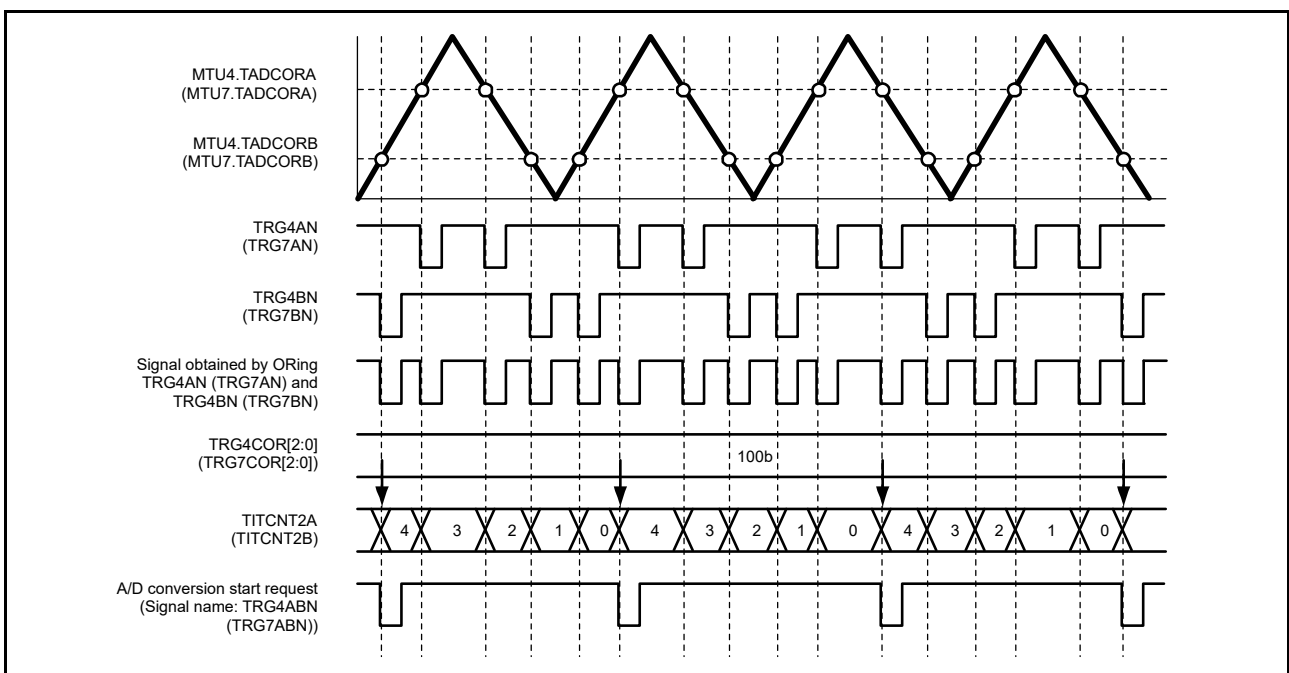 MTU4.TADCORA
(MTU7.TADCORA)
MTU4.TADCORB
(MTU7.TADCORB)
TRG4AN
(TRG7AN)
TRG4BN
(TRG7BN)
Signal obtained by ORing
TRG4AN (TRG7AN) and
TRG4BN (TRG7BN)
TRG4COR[2:0]
(TRG7COR[2:0])
100b
TITCNT2A
(TITCNT2B)
4 3 2 1 0 4 3 2 1 0 4 3 2 1 0
A/D conversion start request
(Signal name: TRG4ABN
(TRG7ABN))